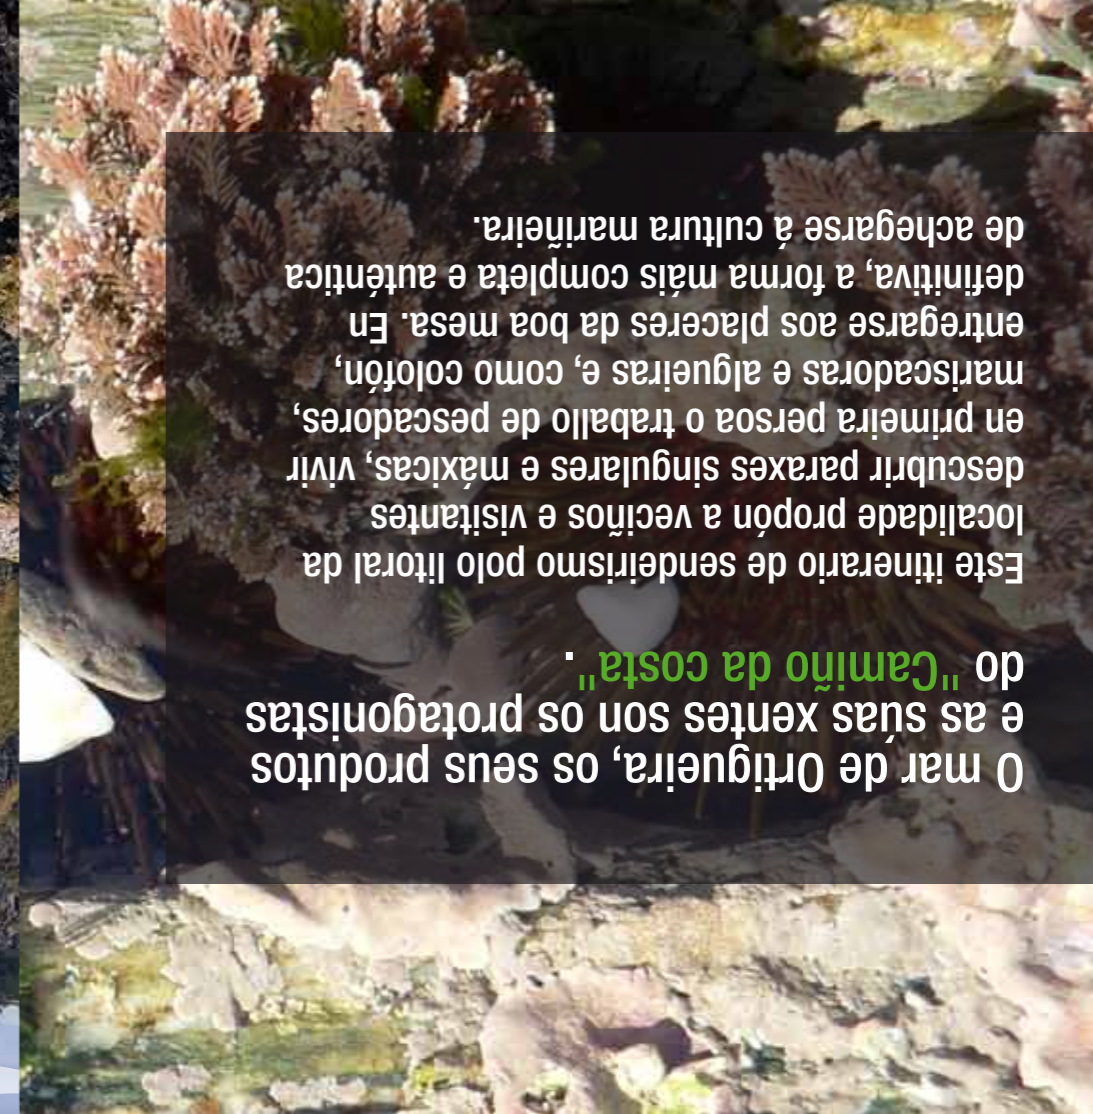 O mar de Ortigueira, os seus produtos
e as súas xentes son os protagonistas
do "Camiño da costa".
Este itinerario de sendeirismo polo litoral da
localidade propón a veciños e visitantes
descubrir paraxes singulares e máxicas, vivir
en primeira persoa o traballo de pescadores,
mariscadoras e algueiras e, como colofón,
entregarse aos placeres da boa mesa. En
definitiva, a forma máis completa e auténtica
de achegarse á cultura mariñeira.